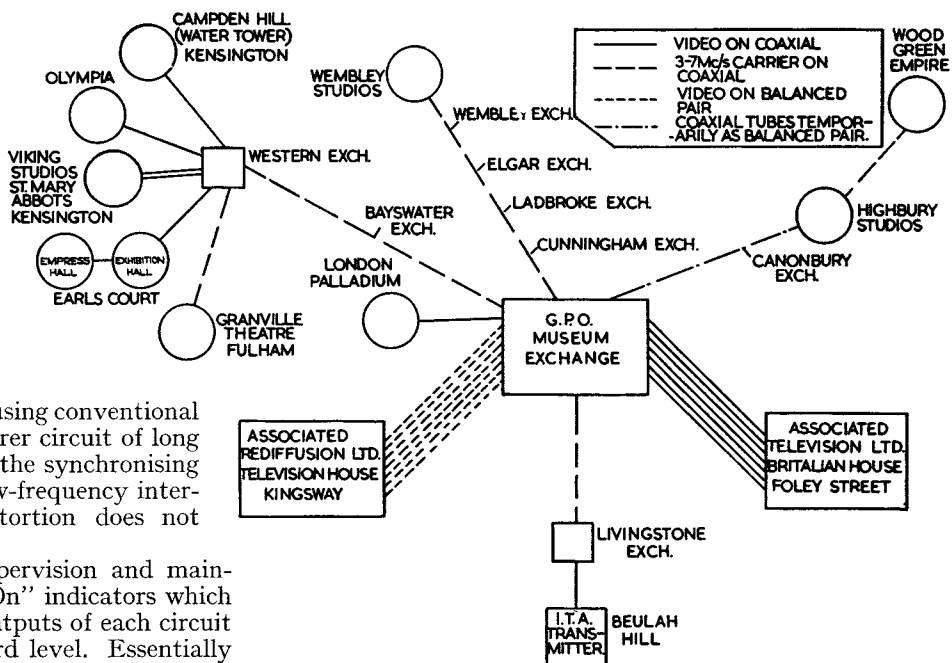 CAMPDEN HILL
(WATER TOWER)
KENSINGTON
OLYMPIA
VIKING
STUDIOS
ST. MARY
ABBOTS
KENSINGTON
WESTERN EXCH.
EMPRESS
HALL
EXHIBITION
HALL
EARLS COURT
GRANVILLE
THEATRE
FULHAM
BAYSWATER
EXCH.
LONDON
PALLADIUM
WEMBLEY
STUDIOS
WEMBLEY EXCH.
ELGAR EXCH.
LADBROKE EXCH.
CUNNINGHAM EXCH.
VIDEO ON COAXIAL
3-7Mc/s CARRIER ON
COAXIAL
VIDEO ON BALANCED
PAIR
COAXIAL TUBES TEMPOR-
-ARILY AS BALANCED PAIR.
WOOD
GREEN
EMPIRE
HIGHBURY
STUDIOS
CANONBURY
EXCH.
G.P.O.
MUSEUM
EXCHANGE
ASSOCIATED
REDIFFUSION LTD.
TELEVISION HOUSE
KINGSWAY
ASSOCIATED
TELEVISION LTD.
BRITALIAN HOUSE
FOLEY STREET
LIVINGSTONE
EXCH.
I.T.A.
TRANS-
MITTER.
BEULAH
HILL
using conventional
rer circuit of long
the synchronising
w-frequency inter-
tortion does not
pervision and main-
On" indicators which
utputs of each circuit
rd level. Essentially